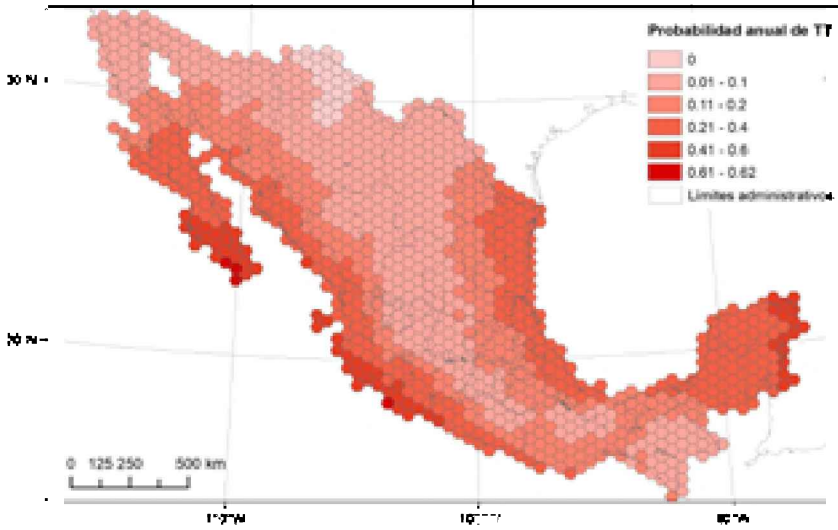 Probabilidad anual de TT
0
0.01 - 0.1
0.11 - 0.2
0.21 - 0.4
0.41 - 0.6
0.61 - 0.62
Límites administrativos
0 125 250 500 km